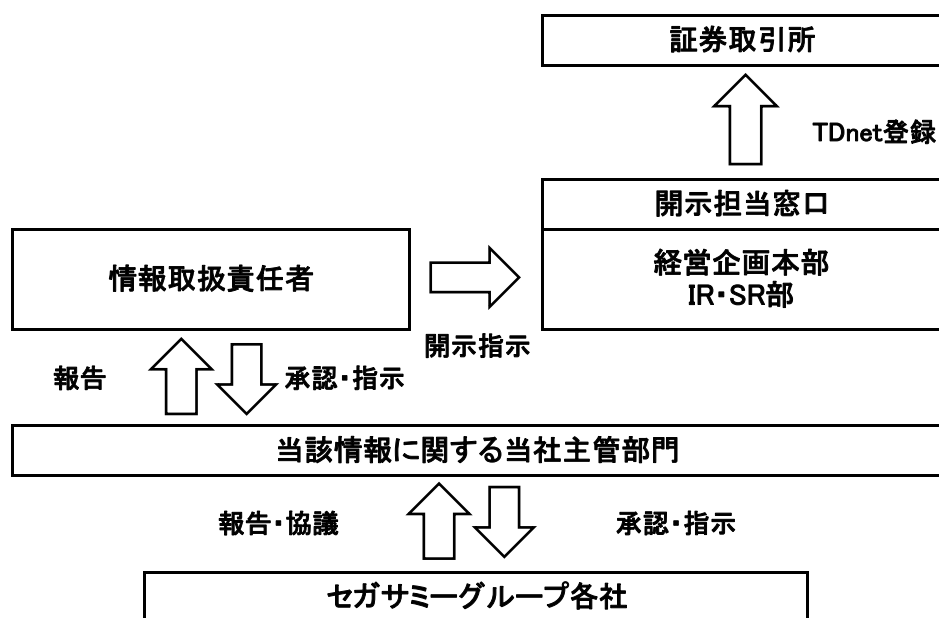 証券取引所
TDnet登録
開示担当窓口
経営企画本部
IR・SR部
情報取扱責任者
開示指示
報告
承認・指示
当該情報に関する当社主管部門
報告・協議
承認・指示
セガサミーグループ各社